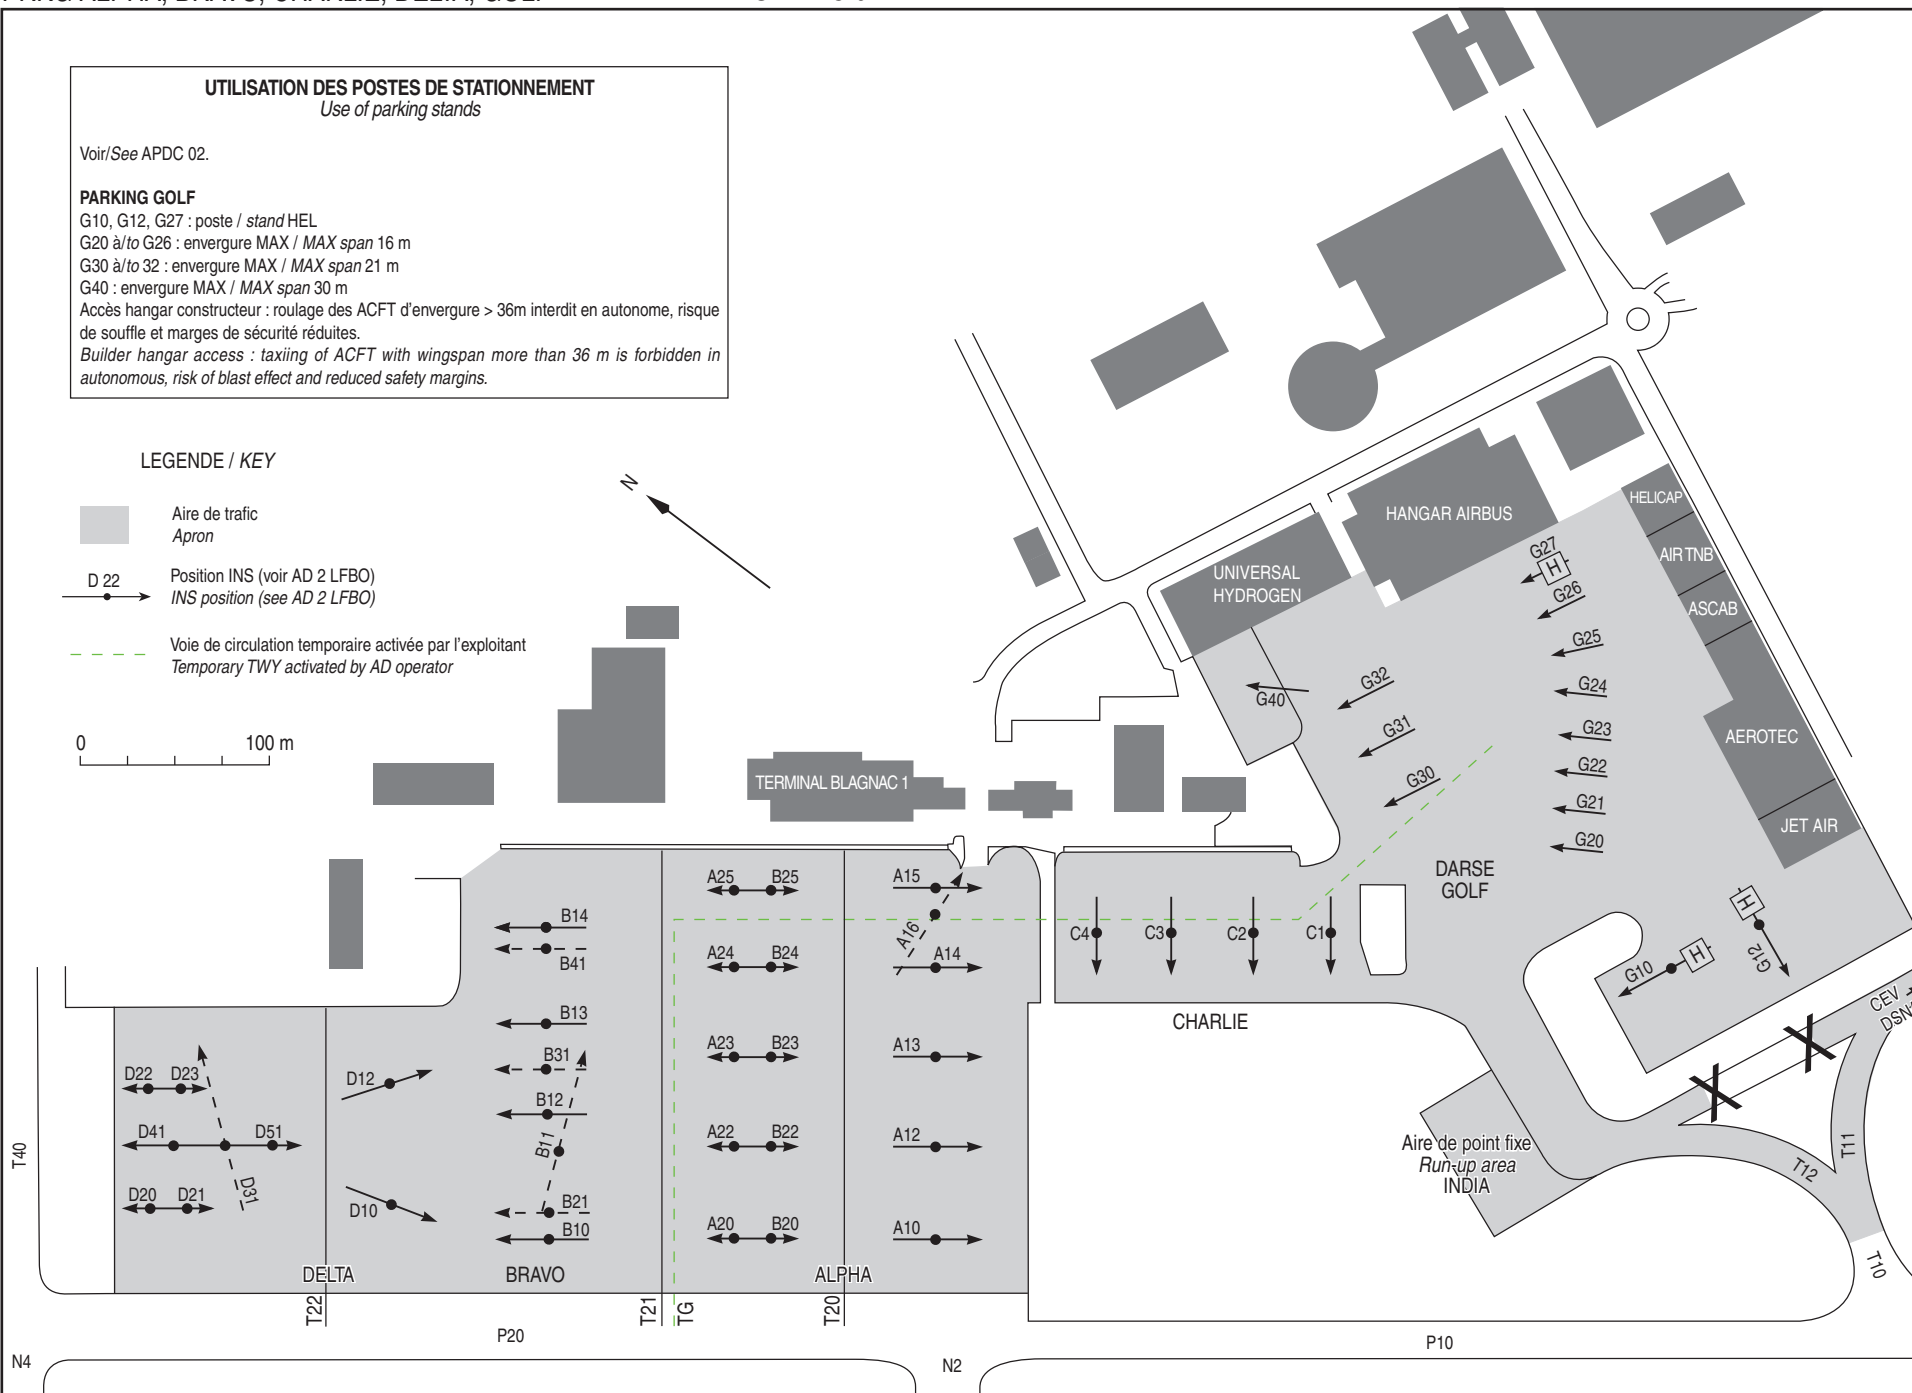 UTILISATION DES POSTES DE STATIONNEMENT
Use of parking stands
Voir/See APDC 02.
PARKING GOLF
G10, G12, G27 : poste / stand HEL
G20 à/to G26 : envergure MAX / MAX span 16 m
G30 à/to 32 : envergure MAX / MAX span 21 m
G40 : envergure MAX / MAX span 30 m
Accès hangar constructeur : roulage des ACFT d'envergure > 36m interdit en autonome, risque
de souffle et marges de sécurité réduites.
Builder hangar access : taxiing of ACFT with wingspan more than 36 m is forbidden in
autonomous, risk of blast effect and reduced safety margins.
LEGENDE / KEY
Aire de trafic
Apron
D 22
Position INS (voir AD 2 LFBO)
INS position (see AD 2 LFBO)
Voie de circulation temporaire activée par l'exploitant
Temporary TWY activated by AD operator
0 100 m
N
HANGAR AIRBUS
UNIVERSAL
HYDROGEN
HELICAP
AIR TNB
ASCAB
AEROTEC
JET AIR
TERMINAL BLAGNAC 1
G27
H
G26
G25
G24
G23
G22
G21
G20
G32
G31
G30
G40
DARSE
GOLF
H
G12
G10
H
CEV
A25 B25
A24 B24
A23 B23
A22 B22
A20 B20
A15
A16
A14
A13
A12
A10
C4 C3 C2 C1
CHARLIE
B14
B41
B13
B31
B12
B11
B21
B10
D22 D23
D41 D51
D20 D21
D31
D12
D10
DELTA
BRAVO
ALPHA
Aire de point fixe
Run-up area
INDIA
T40
T22
T21
TG
T20
T12
T11
T10
P20
P10
N4
N2